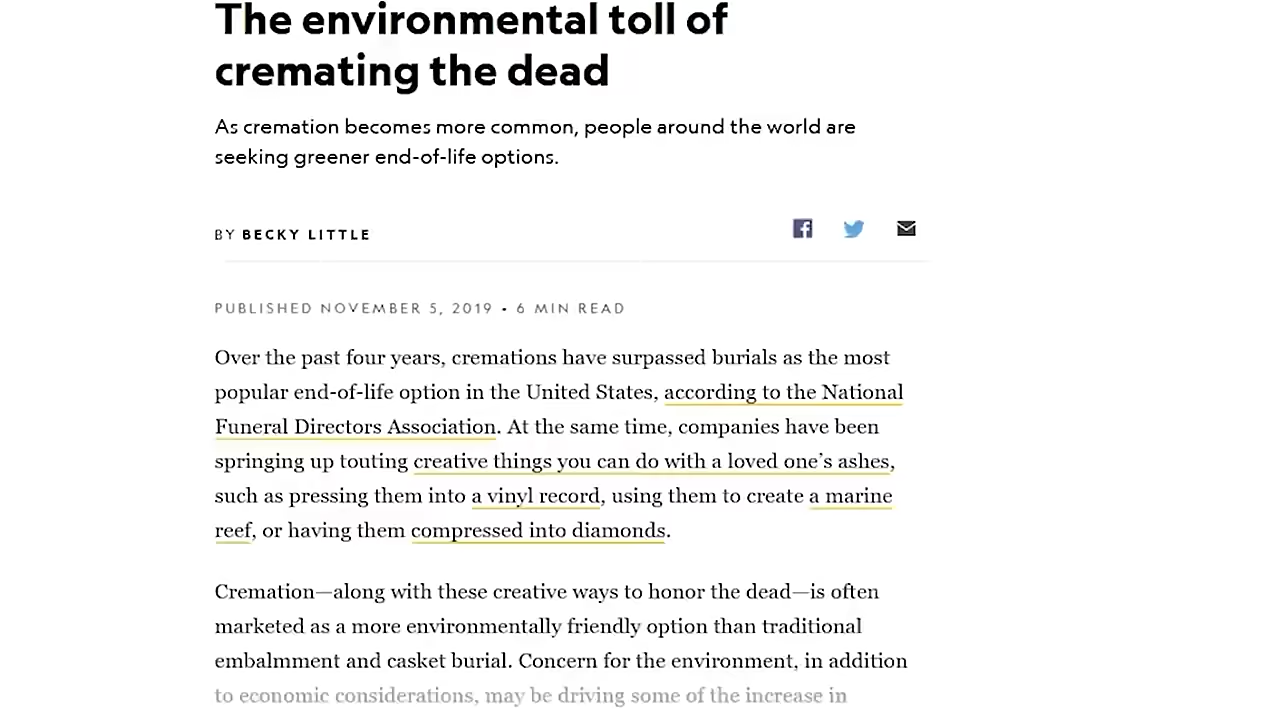 The environmental toll of
cremating the dead
As cremation becomes more common, people around the world are
seeking greener end-of-life options.
BY BECKY LITTLE
PUBLISHED NOVEMBER 5, 2019 • 6 MIN READ
Over the past four years, cremations have surpassed burials as the most
popular end-of-life option in the United States, according to the National
Funeral Directors Association. At the same time, companies have been
springing up touting creative things you can do with a loved one’s ashes,
such as pressing them into a vinyl record, using them to create a marine
reef, or having them compressed into diamonds.
Cremation—along with these creative ways to honor the dead—is often
marketed as a more environmentally friendly option than traditional
embalmment and casket burial. Concern for the environment, in addition
to economic considerations, may be driving some of the increase in